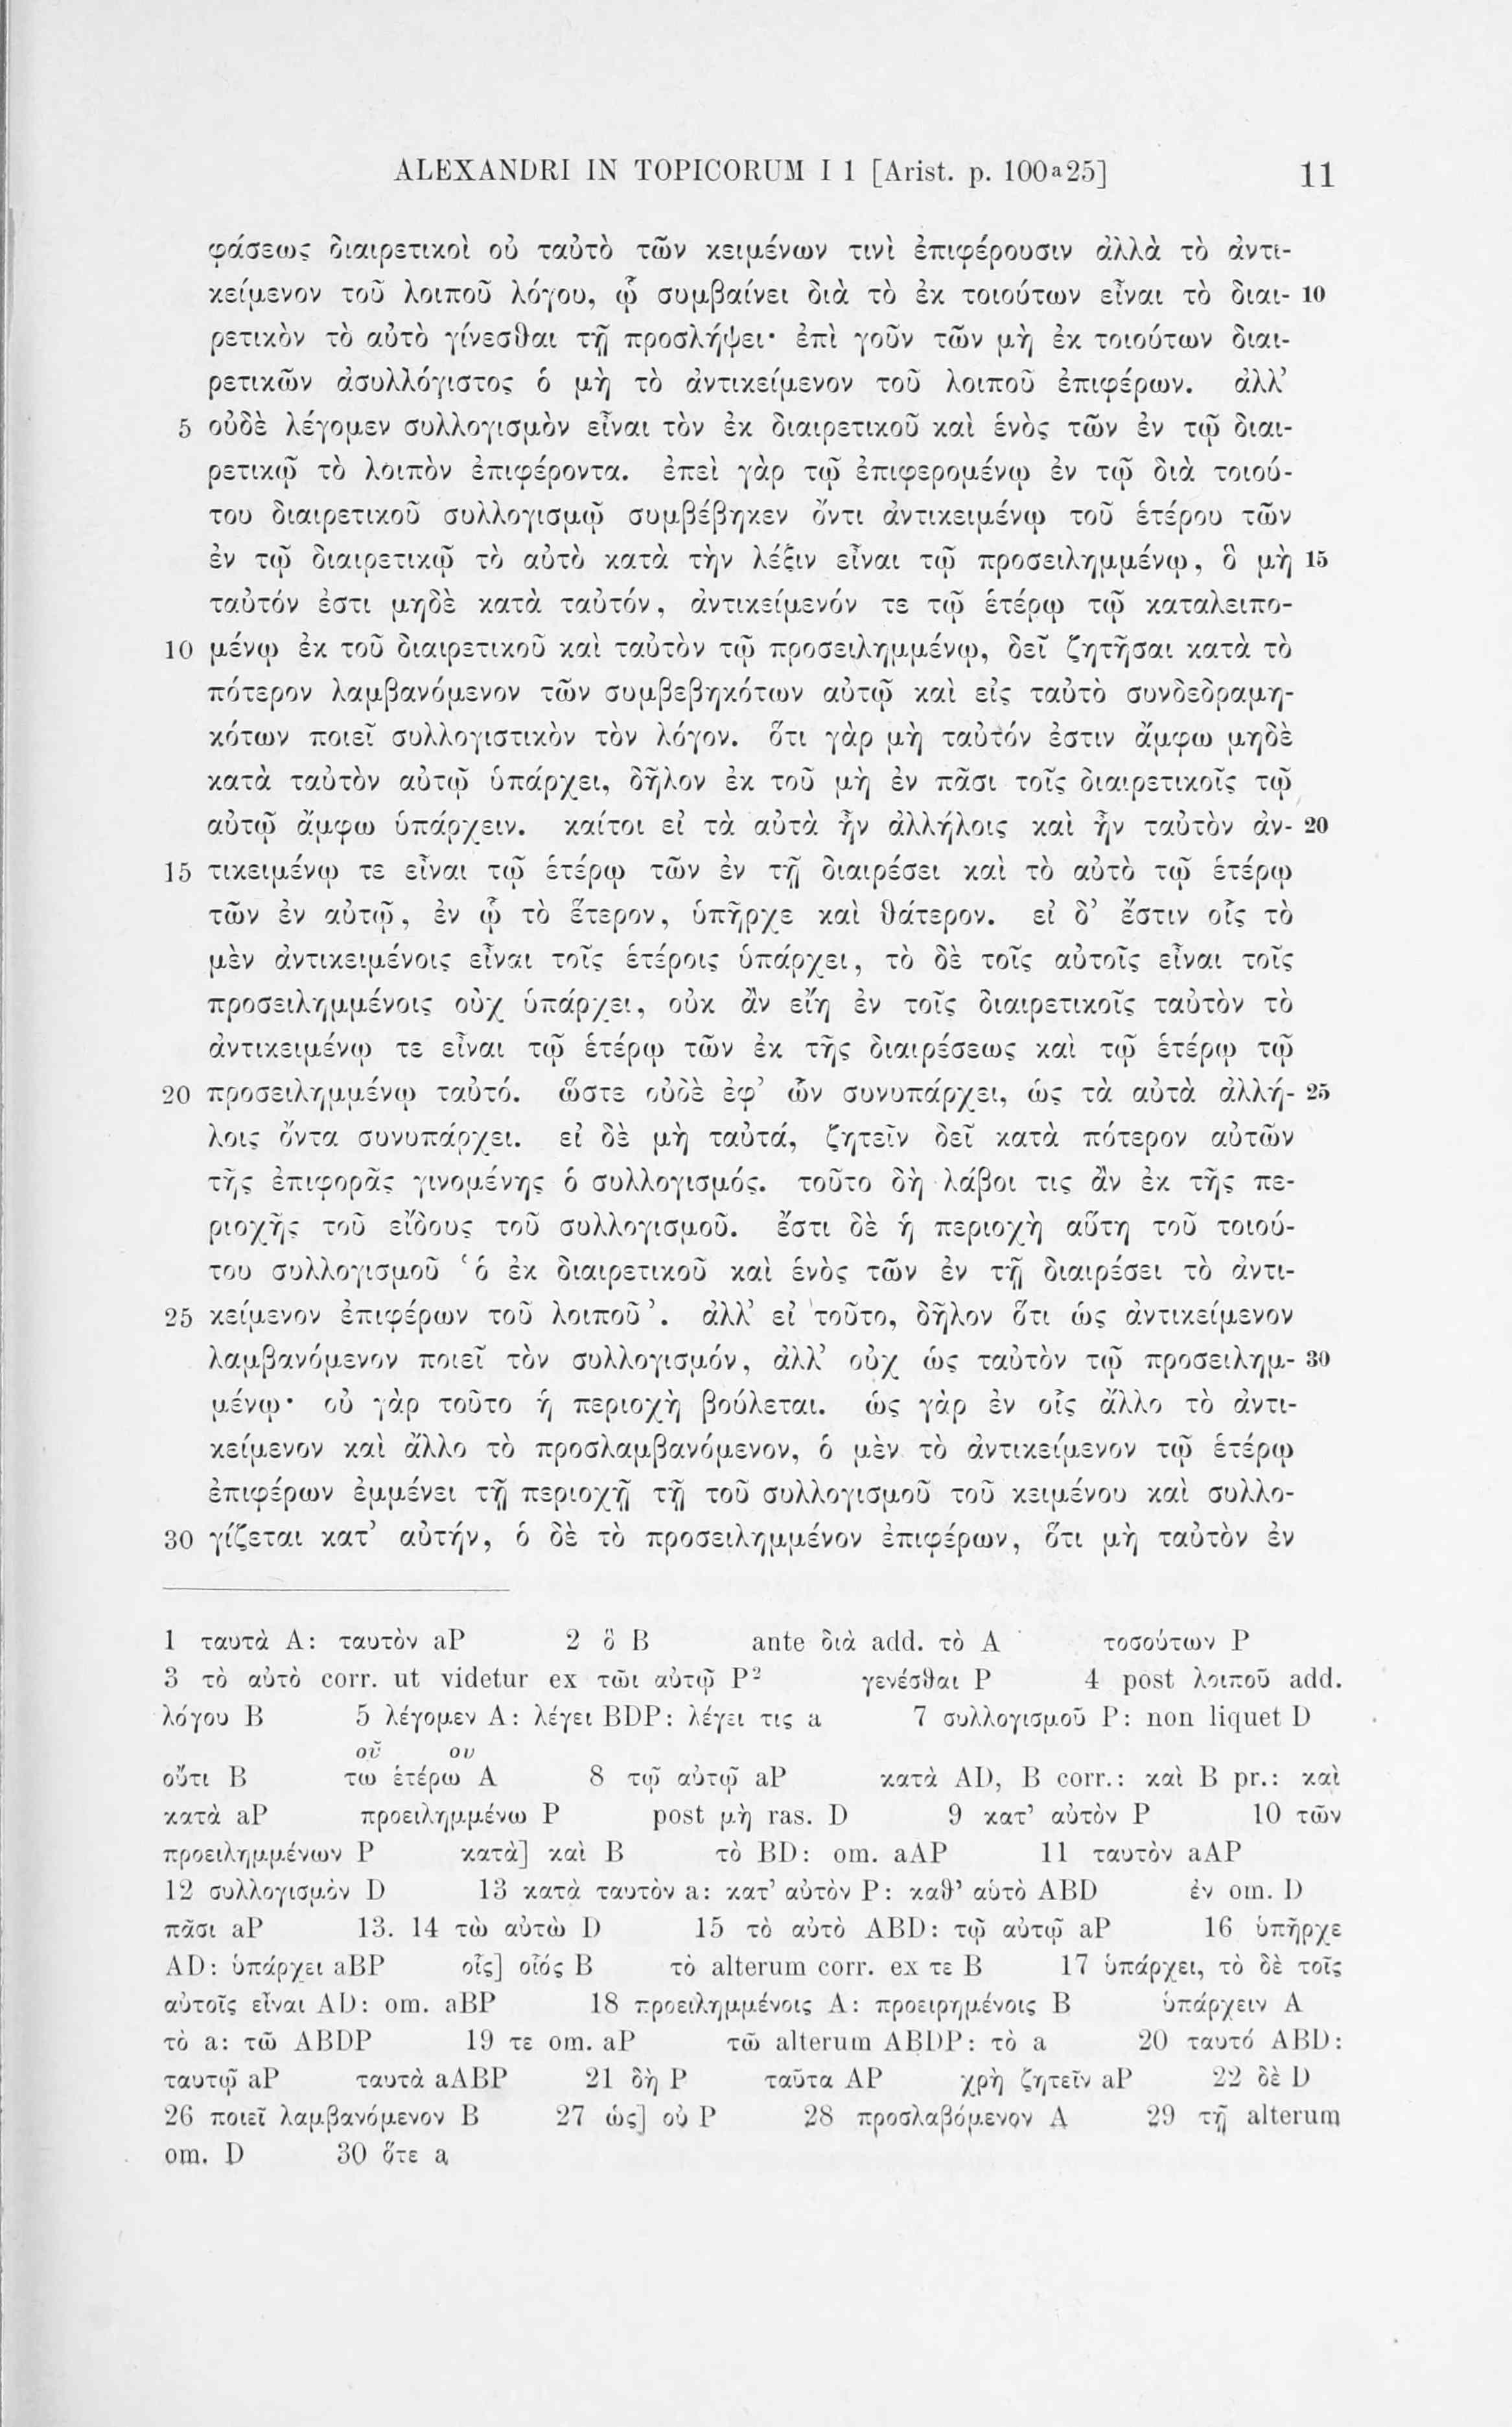 ALEXANDRI IN TOPICORUM I 1 [Arist. p. 100a25] 11
φάσεως διαιρετικοὶ οὐ ταὐτὸ τῶν κειμένων τινὶ ἐπιφέρουσιν ἀλλὰ τὸ ἀντι-
κείμενον τοῦ λοιποῦ λόγου, ᾧ συμβαίνει διὰ τὸ ἐκ τοιούτων εἶναι τὸ διαι- 10
ρετικὸν τὸ αὐτὸ γίνεσθαι τῇ προσλήψει· ἐπὶ γοῦν τῶν μὴ ἐκ τοιούτων διαι-
ρετικῶν ἀσυλλόγιστος ὁ μὴ τὸ ἀντικείμενον τοῦ λοιποῦ ἐπιφέρων. ἀλλ’
5 οὐδὲ λέγομεν συλλογισμὸν εἶναι τὸν ἐκ διαιρετικοῦ καὶ ἑνὸς τῶν ἐν τῷ διαι-
ρετικῷ τὸ λοιπὸν ἐπιφέροντα. ἐπεὶ γὰρ τῷ ἐπιφερομένῳ ἐν τῷ διὰ τοιού-
του διαιρετικοῦ συλλογισμῷ συμβέβηκεν ὄντι ἀντικειμένῳ τοῦ ἑτέρου τῶν
ἐν τῷ διαιρετικῷ τὸ αὐτὸ κατὰ τὴν λέξιν εἶναι τῷ προσειλημμένῳ, ὃ μὴ 15
ταὐτόν ἐστι μηδὲ κατὰ ταὐτόν, ἀντικείμενόν τε τῷ ἑτέρῳ τῷ καταλειπο-
10 μένῳ ἐκ τοῦ διαιρετικοῦ καὶ ταὐτὸν τῷ προσειλημμένῳ, δεῖ ζητῆσαι κατὰ τὸ
πότερον λαμβανόμενον τῶν συμβεβηκότων αὐτῷ καὶ εἰς ταὐτὸ συνδεδραμη-
κότων ποιεῖ συλλογιστικὸν τὸν λόγον. ὅτι γὰρ μὴ ταὐτόν ἐστιν ἄμφω μηδὲ
κατὰ ταὐτὸν αὐτῷ ὑπάρχει, δῆλον ἐκ τοῦ μὴ ἐν πᾶσι τοῖς διαιρετικοῖς τῷ
αὐτῷ ἄμφω ὑπάρχειν. καίτοι εἰ τὰ αὐτὰ ἦν ἀλλήλοις καὶ ἦν ταὐτὸν ἀν- 20
15 τικειμένῳ τε εἶναι τῷ ἑτέρῳ τῶν ἐν τῇ διαιρέσει καὶ τὸ αὐτὸ τῷ ἑτέρῳ
τῶν ἐν αὐτῷ, ἐν ᾧ τὸ ἕτερον, ὑπῆρχε καὶ θάτερον. εἰ δ’ ἔστιν οἷς τὸ
μὲν ἀντικειμένοις εἶναι τοῖς ἑτέροις ὑπάρχει, τὸ δὲ τοῖς αὐτοῖς εἶναι τοῖς
προσειλημμένοις οὐχ ὑπάρχει, οὐκ ἂν εἴη ἐν τοῖς διαιρετικοῖς ταὐτὸν τὸ
ἀντικειμένῳ τε εἶναι τῷ ἑτέρῳ τῶν ἐκ τῆς διαιρέσεως καὶ τῷ ἑτέρῳ τῷ
20 προσειλημμένῳ ταὐτό. ὥστε οὐδὲ ἐφ’ ὧν συνυπάρχει, ὡς τὰ αὐτὰ ἀλλή- 25
λοις ὄντα συνυπάρχει. εἰ δὲ μὴ ταὐτά, ζητεῖν δεῖ κατὰ πότερον αὐτῶν
τῆς ἐπιφορᾶς γινομένης ὁ συλλογισμός. τοῦτο δὴ λάβοι τις ἂν ἐκ τῆς πε-
ριοχῆς τοῦ εἴδους τοῦ συλλογισμοῦ. ἔστι δὲ ἡ περιοχὴ αὕτη τοῦ τοιού-
του συλλογισμοῦ ‘ὁ ἐκ διαιρετικοῦ καὶ ἑνὸς τῶν ἐν τῇ διαιρέσει τὸ ἀντι-
25 κείμενον ἐπιφέρων τοῦ λοιποῦ’. ἀλλ’ εἰ τοῦτο, δῆλον ὅτι ὡς ἀντικείμενον
λαμβανόμενον ποιεῖ τὸν συλλογισμόν, ἀλλ’ οὐχ ὡς ταὐτὸν τῷ προσειλημ- 30
μένῳ· οὐ γὰρ τοῦτο ἡ περιοχὴ βούλεται. ὡς γὰρ ἐν οἷς ἄλλο τὸ ἀντι-
κείμενον καὶ ἄλλο τὸ προσλαμβανόμενον, ὁ μὲν τὸ ἀντικείμενον τῷ ἑτέρῳ
ἐπιφέρων ἐμμένει τῇ περιοχῇ τῇ τοῦ συλλογισμοῦ τοῦ κειμένου καὶ συλλο-
30 γίζεται κατ’ αὐτήν, ὁ δὲ τὸ προσειλημμένον ἐπιφέρων, ὅτι μὴ ταὐτὸν ἐν
1 ταυτὰ A: ταυτὸν aP 2 ὃ B ante διὰ add. τὸ A τοσούτων P
3 τὸ αὐτὸ corr. ut videtur ex τῶι αὐτῷ P² γενέσθαι P 4 post λοιποῦ add.
λόγου B 5 λέγομεν A: λέγει BDP: λέγει τις a 7 συλλογισμοῦ P: non liquet D
οὔτι B τω οῦ ἑτέρω ου A 8 τῷ αὐτῷ aP κατὰ AD, B corr.: καὶ B pr.: καὶ
κατὰ aP προειλημμένω P post μὴ ras. D 9 κατ’ αὐτὸν P 10 τῶν
προειλημμένων P κατὰ] καὶ B τὸ BD: om. aAP 11 ταυτὸν aAP
12 συλλογισμὸν D 13 κατὰ ταυτὸν a: κατ’ αὐτὸν P: καθ’ αὑτὸ ABD ἐν om. D
πᾶσι aP 13. 14 τὼ αὐτὼ D 15 τὸ αὐτὸ ABD: τῷ αὐτῷ aP 16 ὑπῆρχε
AD: ὑπάρχει aBP οἷς] οἷός B τὸ alterum corr. ex τε B 17 ὑπάρχει, τὸ δὲ τοῖς
αὐτοῖς εἶναι AD: om. aBP 18 προειλημμένοις A: προειρημένοις B ὑπάρχειν A
τὸ a: τῶ ABDP 19 τε om. aP τῶ alterum ABDP: τὸ a 20 ταυτό ABD:
ταυτῷ aP ταυτὰ aABP 21 δὴ P ταῦτα AP χρὴ ζητεῖν aP 22 δὲ D
26 ποιεῖ λαμβανόμενον B 27 ὡς] οὐ P 28 προσλαβόμενον A 29 τῇ alterum
om. D 30 ὅτε a